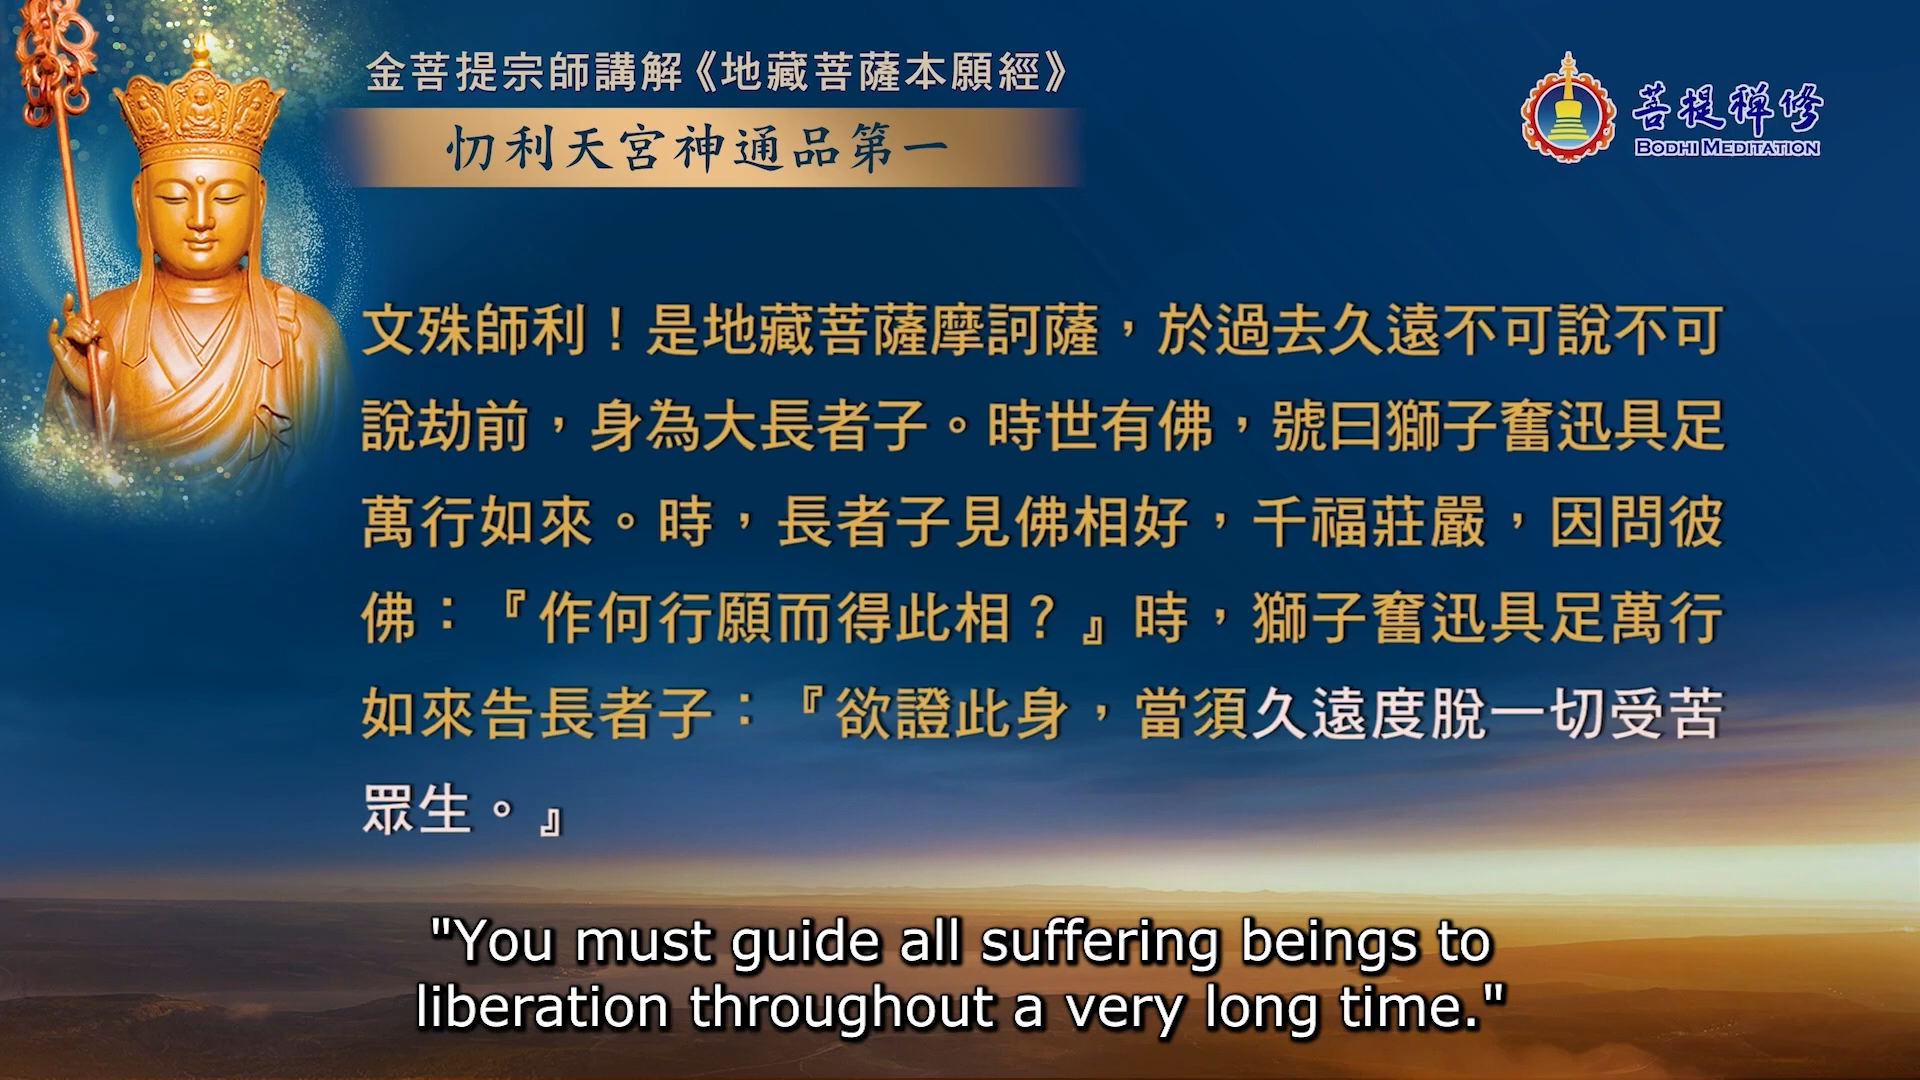 金菩提宗師講解《地藏菩薩本願經》
忉利天宮神通品第一
菩提禪修
BODHI MEDITATION
文殊師利！是地藏菩薩摩訶薩，於過去久遠不可說不可
說劫前，身為大長者子。時世有佛，號曰獅子奮迅具足
萬行如來。時，長者子見佛相好，千福莊嚴，因問彼
佛：『作何行願而得此相？』時，獅子奮迅具足萬行
如來告長者子：『欲證此身，當須久遠度脫一切受苦
眾生。』
"You must guide all suffering beings to
liberation throughout a very long time."